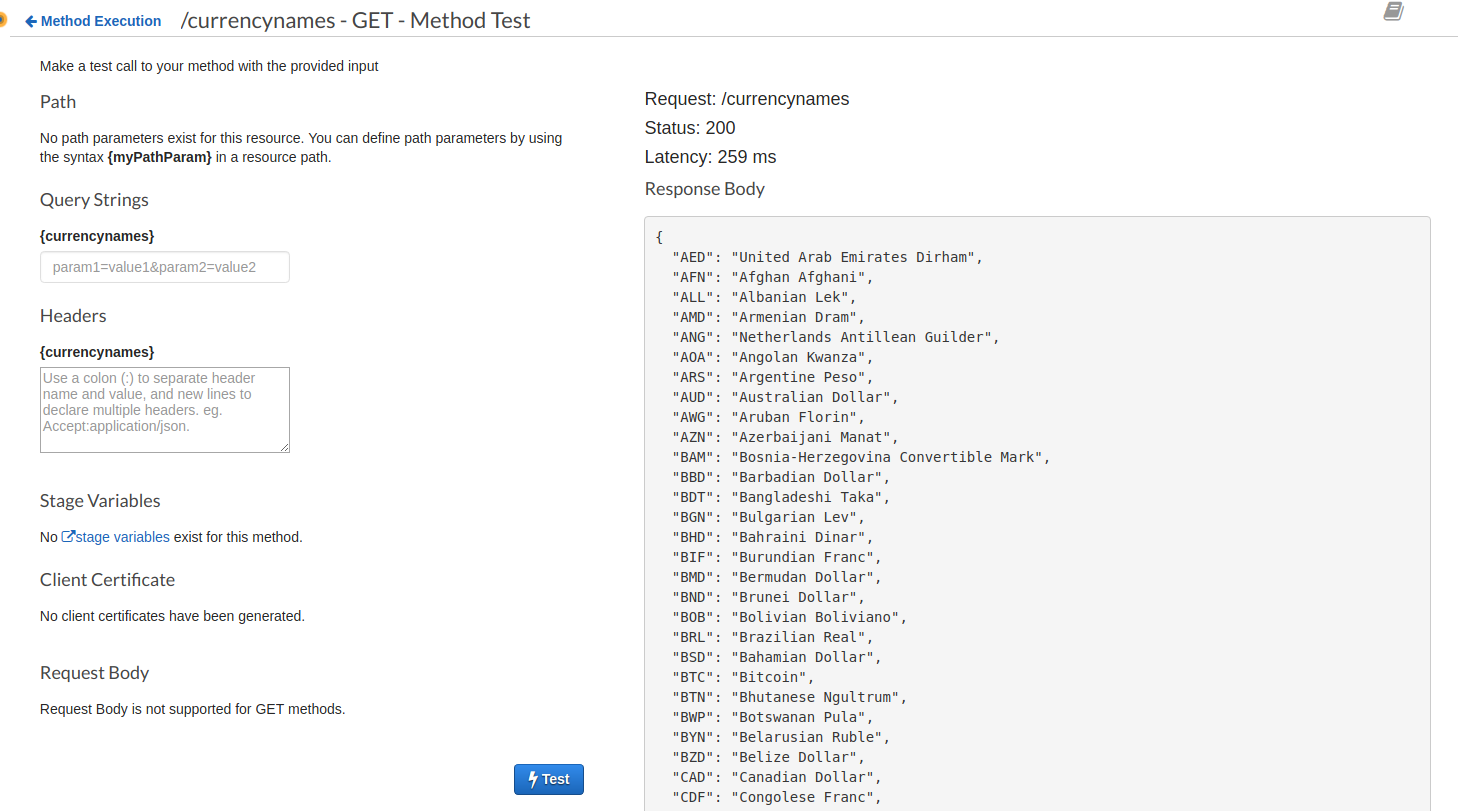 Method Execution /currencynames - GET - Method Test
Make a test call to your method with the provided input
Path
No path parameters exist for this resource. You can define path parameters by using
the syntax {myPathParam} in a resource path.
Query Strings
{currencynames}
param1=value1&param2=value2
Headers
{currencynames}
Use a colon (:) to separate header
name and value, and new lines to
declare multiple headers. eg.
Accept:application/json.
Stage Variables
No stage variables exist for this method.
Client Certificate
No client certificates have been generated.
Request Body
Request Body is not supported for GET methods.
Test
Request: /currencynames
Status: 200
Latency: 259 ms
Response Body
{
"AED": "United Arab Emirates Dirham",
"AFN": "Afghan Afghani",
"ALL": "Albanian Lek",
"AMD": "Armenian Dram",
"ANG": "Netherlands Antillean Guilder",
"AOA": "Angolan Kwanza",
"ARS": "Argentine Peso",
"AUD": "Australian Dollar",
"AWG": "Aruban Florin",
"AZN": "Azerbaijani Manat",
"BAM": "Bosnia-Herzegovina Convertible Mark",
"BBD": "Barbadian Dollar",
"BDT": "Bangladeshi Taka",
"BGN": "Bulgarian Lev",
"BHD": "Bahraini Dinar",
"BIF": "Burundian Franc",
"BMD": "Bermudan Dollar",
"BND": "Brunei Dollar",
"BOB": "Bolivian Boliviano",
"BRL": "Brazilian Real",
"BSD": "Bahamian Dollar",
"BTC": "Bitcoin",
"BTN": "Bhutanese Ngultrum",
"BWP": "Botswanan Pula",
"BYN": "Belarusian Ruble",
"BZD": "Belize Dollar",
"CAD": "Canadian Dollar",
"CDF": "Congolese Franc",